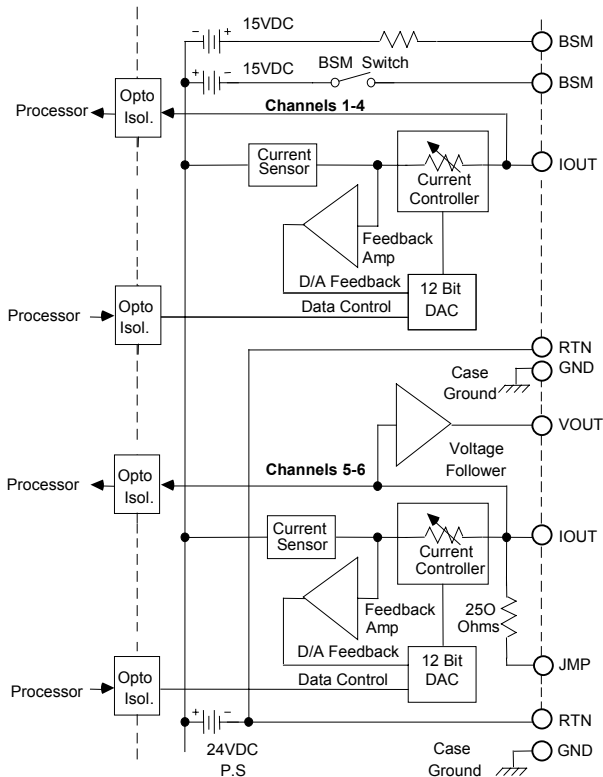 − + 15VDC
BSM
+ − 15VDC
BSM Switch
BSM
Opto
Isol.
Processor
Channels 1-4
Current
Sensor
Current
Controller
IOUT
Feedback
Amp
D/A Feedback
12 Bit
DAC
Opto
Isol.
Data Control
Processor
RTN
Case
Ground
GND
VOUT
Voltage
Follower
Channels 5-6
Opto
Isol.
Processor
Current
Sensor
Current
Controller
IOUT
25O
Ohms
Feedback
Amp
D/A Feedback
12 Bit
DAC
JMP
Opto
Isol.
Data Control
Processor
+ −
RTN
24VDC
P.S
Case
Ground
GND